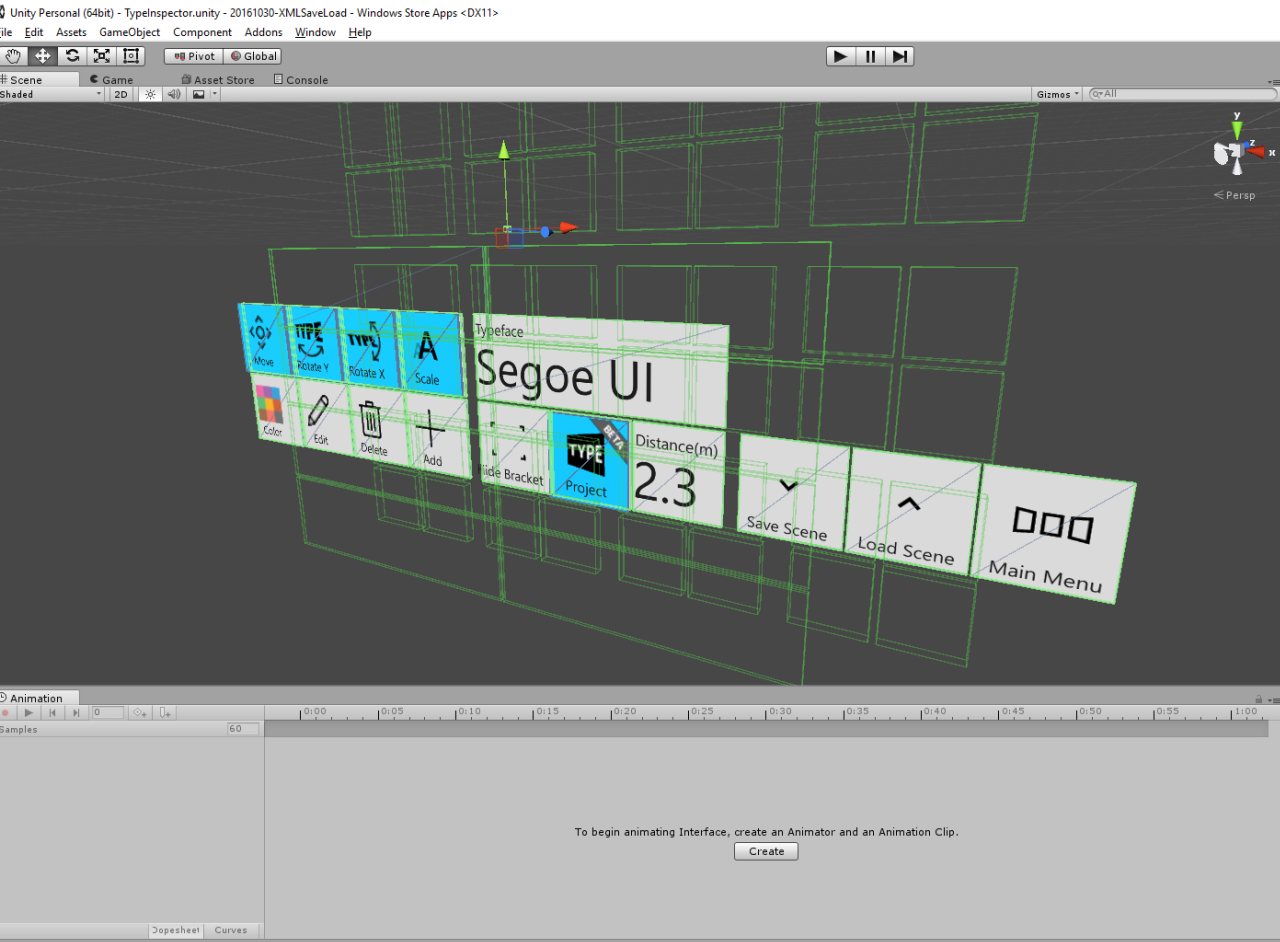 Unity Personal (64bit) - TypeInspector.unity - 20161030-XMLSaveLoad - Windows Store Apps <DX11>
ile Edit Assets GameObject Component Addons Window Help
Pivot Global
Scene Game Asset Store Console
Shaded 2D Gizmos All
y
z
x
Persp
Move Rotate Y Rotate X Scale
TYPE TYPE A
Color Edit Delete Add
Typeface
Segoe UI
Hide Bracket
TYPE BETA
Project
Distance(m)
2.3
Save Scene
Load Scene
Main Menu
Animation
0 0:00 0:05 0:10 0:15 0:20 0:25 0:30 0:35 0:40 0:45 0:50 0:55 1:00
Samples 60
To begin animating Interface, create an Animator and an Animation Clip.
Create
Dopesheet Curves